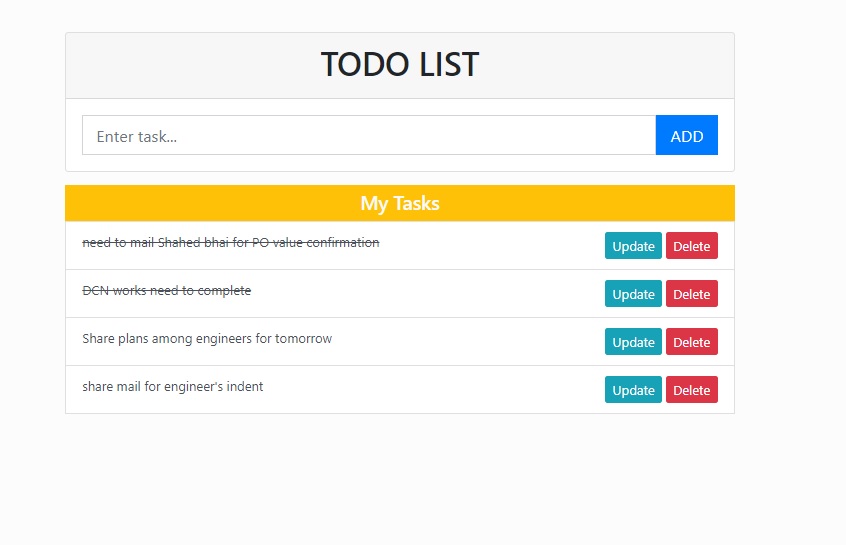 TODO LIST
Enter task...
ADD
My Tasks
need to mail Shahed bhai for PO value confirmation
Update Delete
DCN works need to complete
Update Delete
Share plans among engineers for tomorrow
Update Delete
share mail for engineer's indent
Update Delete